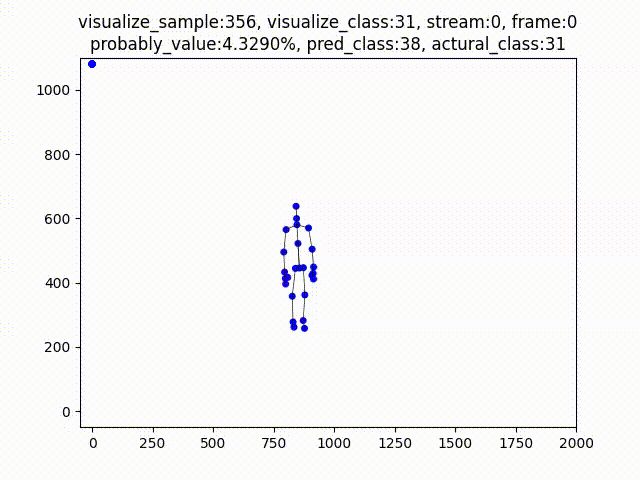 visualize_sample:356, visualize_class:31, stream:0, frame:0
probably_value:4.3290%, pred_class:38, actural_class:31
1000
800
600
400
200
0
0 250 500 750 1000 1250 1500 1750 2000